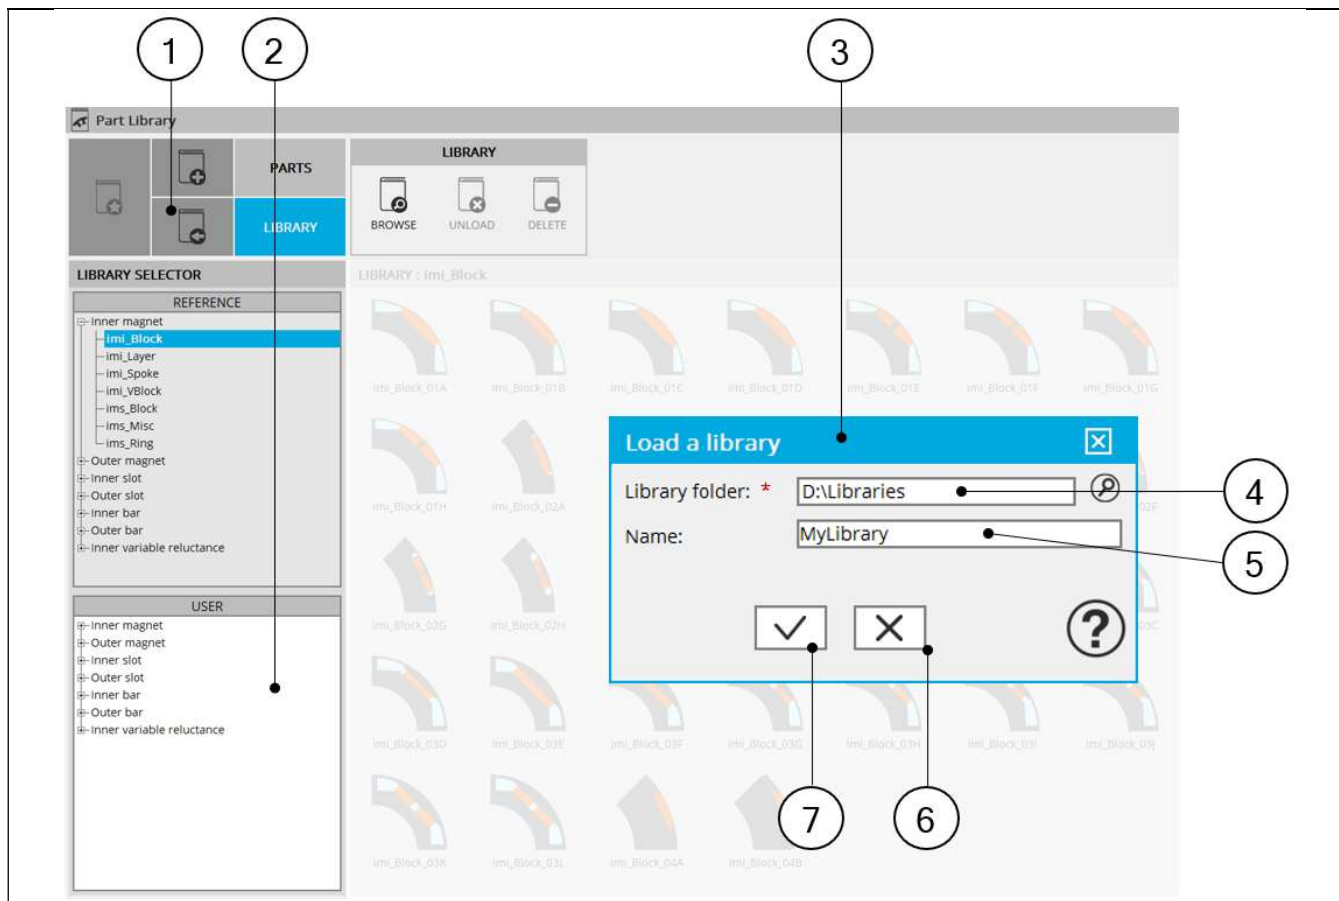 1
2
3
Part Library
PARTS
LIBRARY
LIBRARY
BROWSE
UNLOAD
DELETE
LIBRARY SELECTOR
LIBRARY : imi_Block
REFERENCE
Inner magnet
imi_Block
imi_Layer
imi_Spoke
imi_VBlock
ims_Block
ims_Misc
ims_Ring
Outer magnet
Inner slot
Outer slot
Inner bar
Outer bar
Inner variable reluctance
USER
Inner magnet
Outer magnet
Inner slot
Outer slot
Inner bar
Outer bar
Inner variable reluctance
imi_Block_01A
imi_Block_01B
imi_Block_01C
imi_Block_01D
imi_Block_01E
imi_Block_01F
imi_Block_01G
imi_Block_01H
imi_Block_02A
02F
imi_Block_02G
imi_Block_02H
03C
imi_Block_03D
imi_Block_03E
imi_Block_03F
imi_Block_03G
imi_Block_03H
imi_Block_03I
imi_Block_03J
imi_Block_03K
imi_Block_03L
imi_Block_04A
imi_Block_04B
Load a library
Library folder: *
D:\Libraries
Name:
MyLibrary
?
4
5
7
6